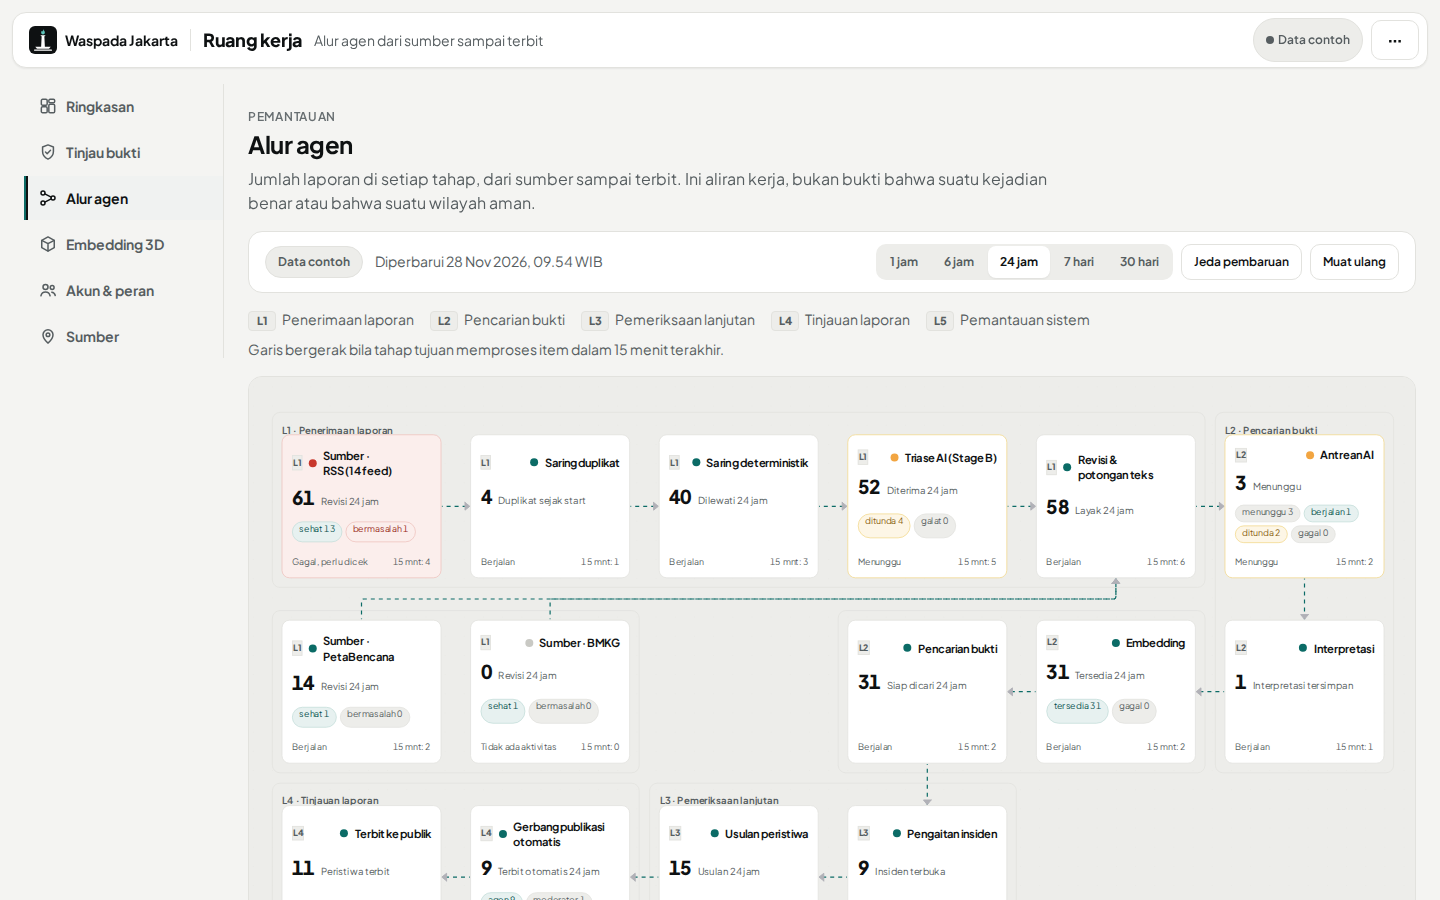 Waspada Jakarta
Ruang kerja
Alur agen dari sumber sampai terbit
Data contoh
...
Ringkasan
Tinjau bukti
Alur agen
Embedding 3D
Akun & peran
Sumber
PEMANTAUAN
Alur agen
Jumlah laporan di setiap tahap, dari sumber sampai terbit. Ini aliran kerja, bukan bukti bahwa suatu kejadian
benar atau bahwa suatu wilayah aman.
Data contoh
Diperbarui 28 Nov 2026, 09.54 WIB
1 jam
6 jam
24 jam
7 hari
30 hari
Jeda pembaruan
Muat ulang
L1 Penerimaan laporan
L2 Pencarian bukti
L3 Pemeriksaan lanjutan
L4 Tinjauan laporan
L5 Pemantauan sistem
Garis bergerak bila tahap tujuan memproses item dalam 15 menit terakhir.
L1 · Penerimaan laporan
L1
Sumber ·
RSS (14 feed)
61 Revisi 24 jam
sehat 13
bermasalah 1
Gagal, perlu dicek
15 mnt: 4
L1
Saring duplikat
4 Duplikat sejak start
Berjalan
15 mnt: 1
L1
Saring deterministik
40 Dilewati 24 jam
Berjalan
15 mnt: 3
L1
Triase AI (Stage B)
52 Diterima 24 jam
ditunda 4
galat 0
Menunggu
15 mnt: 5
L1
Revisi &
potongan teks
58 Layak 24 jam
Berjalan
15 mnt: 6
L2 · Pencarian bukti
L2
Antrean AI
3 Menunggu
menunggu 3
berjalan 1
ditunda 2
gagal 0
Menunggu
15 mnt: 2
L1
Sumber ·
PetaBencana
14 Revisi 24 jam
sehat 1
bermasalah 0
Berjalan
15 mnt: 2
L1
Sumber · BMKG
0 Revisi 24 jam
sehat 1
bermasalah 0
Tidak ada aktivitas
15 mnt: 0
L2
Pencarian bukti
31 Siap dicari 24 jam
Berjalan
15 mnt: 2
L2
Embedding
31 Tersedia 24 jam
tersedia 31
gagal 0
Berjalan
15 mnt: 2
L2
Interpretasi
1 Interpretasi tersimpan
Berjalan
15 mnt: 1
L4 · Tinjauan laporan
L4
Terbit ke publik
11 Peristiwa terbit
L4
Gerbang publikasi
otomatis
9 Terbit otomatis 24 jam
agen 9
moderator 1
L3 · Pemeriksaan lanjutan
L3
Usulan peristiwa
15 Usulan 24 jam
L3
Pengaitan insiden
9 Insiden terbuka